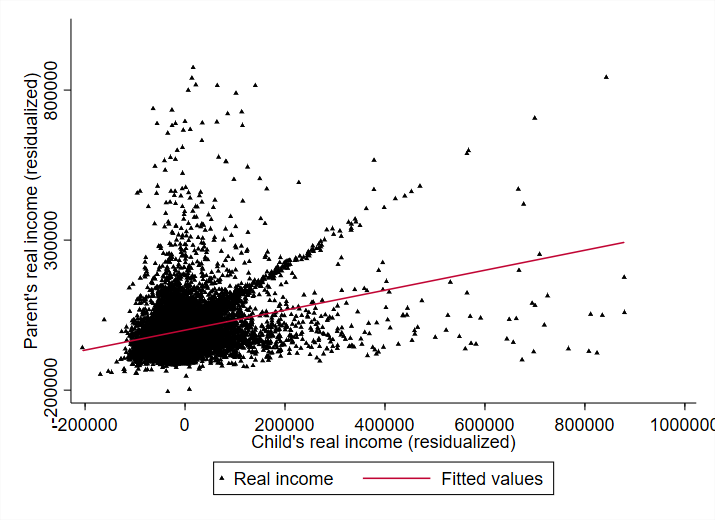 Parent's real income (residualized)
800000
300000
-200000
-200000
0
200000
400000
600000
800000
1000000
Child's real income (residualized)
Real income
Fitted values